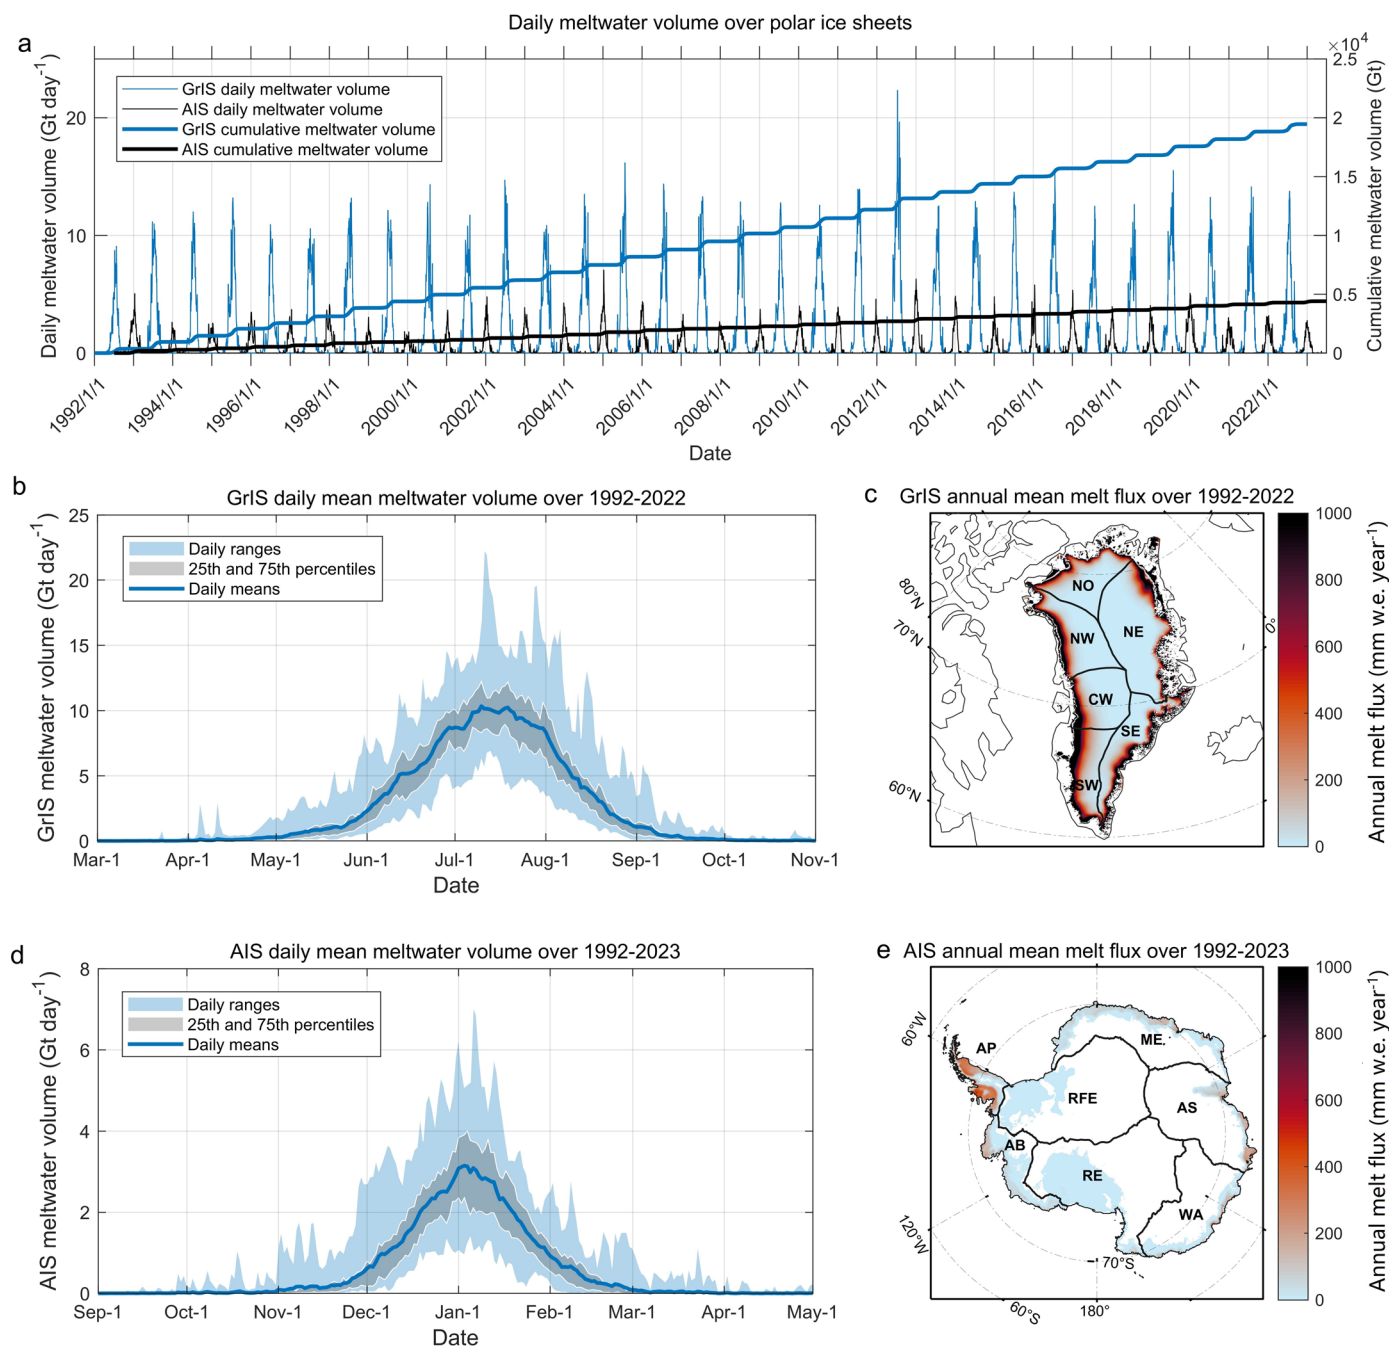 Daily meltwater volume over polar ice sheets
a
×10⁴
Daily meltwater volume (Gt day⁻¹)
20
10
0
GrIS daily meltwater volume
AIS daily meltwater volume
GrIS cumulative meltwater volume
AIS cumulative meltwater volume
2.5
2
1.5
1
0.5
0
Cumulative meltwater volume (Gt)
1992/1/1
1994/1/1
1996/1/1
1998/1/1
2000/1/1
2002/1/1
2004/1/1
2006/1/1
2008/1/1
2010/1/1
2012/1/1
2014/1/1
2016/1/1
2018/1/1
2020/1/1
2022/1/1
Date
b
GrIS daily mean meltwater volume over 1992-2022
GrIS meltwater volume (Gt day⁻¹)
25
20
15
10
5
0
Daily ranges
25th and 75th percentiles
Daily means
Mar-1
Apr-1
May-1
Jun-1
Jul-1
Aug-1
Sep-1
Oct-1
Nov-1
Date
c
GrIS annual mean melt flux over 1992-2022
80°N
70°N
60°N
0°
NO
NE
NW
CW
SE
SW
1000
800
600
400
200
0
Annual melt flux (mm w.e. year⁻¹)
d
AIS daily mean meltwater volume over 1992-2023
AIS meltwater volume (Gt day⁻¹)
8
6
4
2
0
Daily ranges
25th and 75th percentiles
Daily means
Sep-1
Oct-1
Nov-1
Dec-1
Jan-1
Feb-1
Mar-1
Apr-1
May-1
Date
e
AIS annual mean melt flux over 1992-2023
60°W
120°W
60°S
180°
70°S
AP
ME
RFE
AS
AB
RE
WA
1000
800
600
400
200
0
Annual melt flux (mm w.e. year⁻¹)